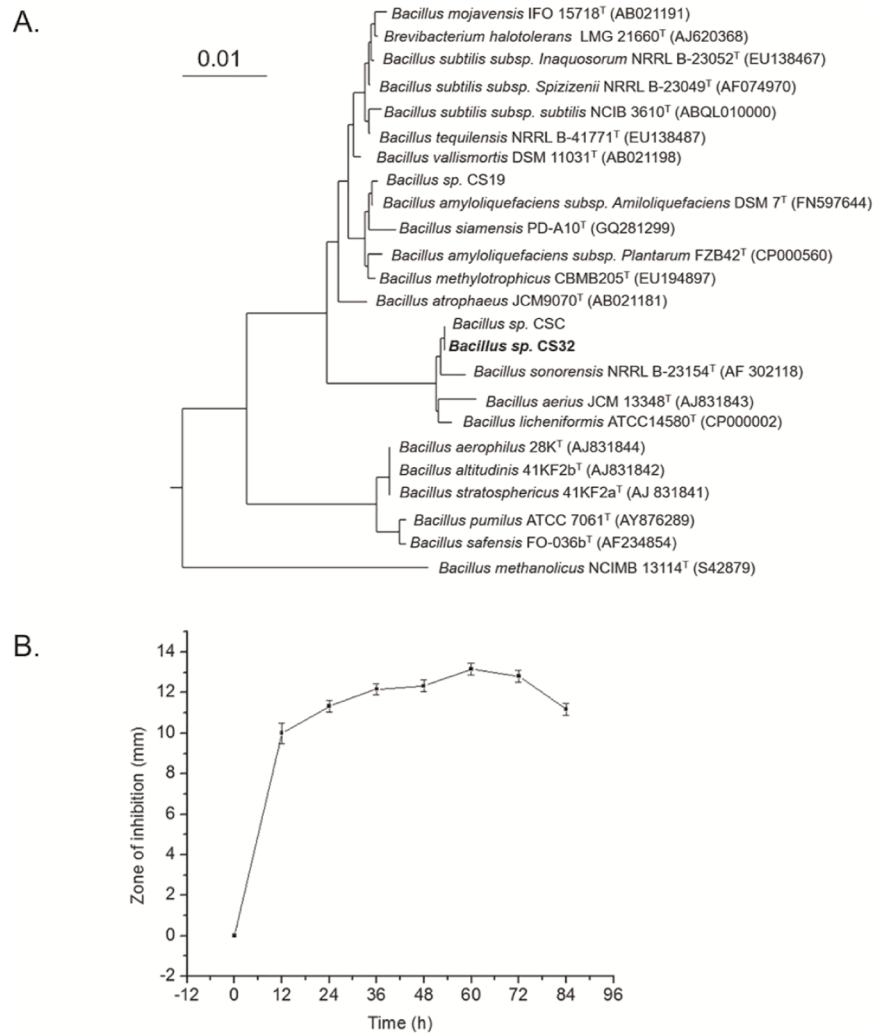 A.
0.01
Bacillus mojavensis IFO 15718ᵀ (AB021191)
Brevibacterium halotolerans LMG 21660ᵀ (AJ620368)
Bacillus subtilis subsp. Inaquosorum NRRL B-23052ᵀ (EU138467)
Bacillus subtilis subsp. Spizizenii NRRL B-23049ᵀ (AF074970)
Bacillus subtilis subsp. subtilis NCIB 3610ᵀ (ABQL010000)
Bacillus tequilensis NRRL B-41771ᵀ (EU138487)
Bacillus vallismortis DSM 11031ᵀ (AB021198)
Bacillus sp. CS19
Bacillus amyloliquefaciens subsp. Amiloliquefaciens DSM 7ᵀ (FN597644)
Bacillus siamensis PD-A10ᵀ (GQ281299)
Bacillus amyloliquefaciens subsp. Plantarum FZB42ᵀ (CP000560)
Bacillus methylotrophicus CBMB205ᵀ (EU194897)
Bacillus atrophaeus JCM9070ᵀ (AB021181)
Bacillus sp. CSC
Bacillus sp. CS32
Bacillus sonorensis NRRL B-23154ᵀ (AF 302118)
Bacillus aerius JCM 13348ᵀ (AJ831843)
Bacillus licheniformis ATCC14580ᵀ (CP000002)
Bacillus aerophilus 28Kᵀ (AJ831844)
Bacillus altitudinis 41KF2bᵀ (AJ831842)
Bacillus stratosphericus 41KF2aᵀ (AJ 831841)
Bacillus pumilus ATCC 7061ᵀ (AY876289)
Bacillus safensis FO-036bᵀ (AF234854)
Bacillus methanolicus NCIMB 13114ᵀ (S42879)
B.
Zone of inhibition (mm)
14
12
10
8
6
4
2
0
-2
-12 0 12 24 36 48 60 72 84 96
Time (h)